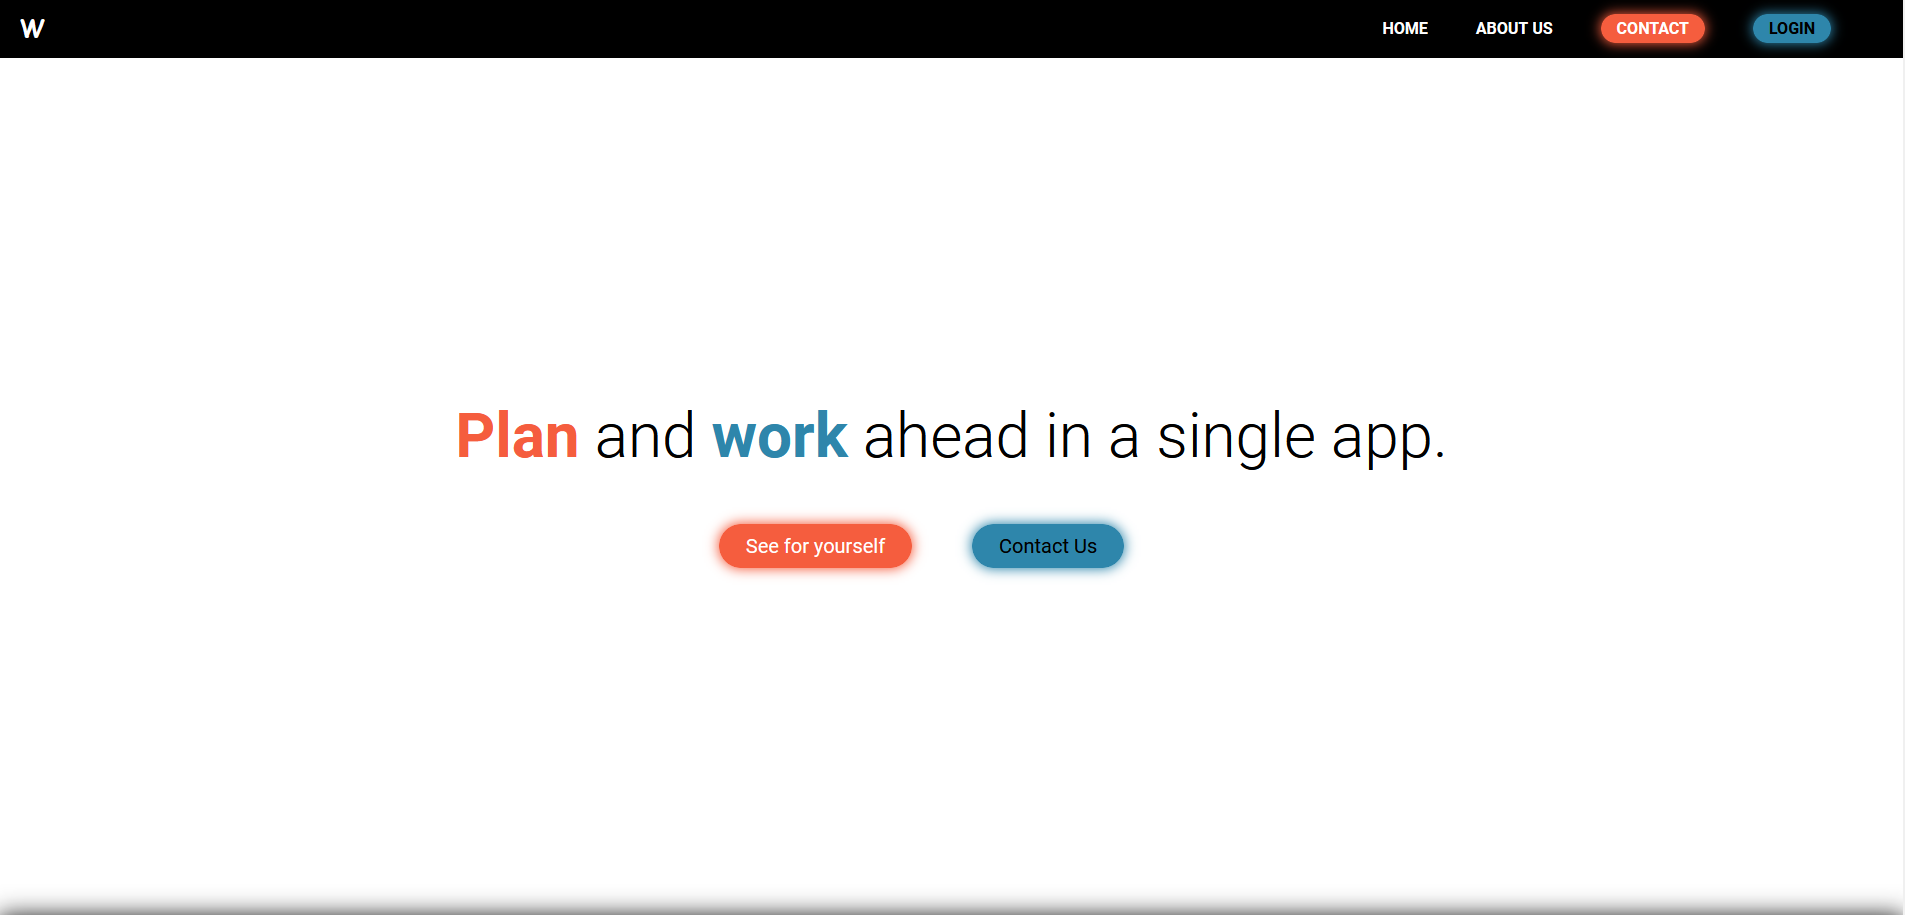 W
HOME
ABOUT US
CONTACT
LOGIN
Plan and work ahead in a single app.
See for yourself
Contact Us